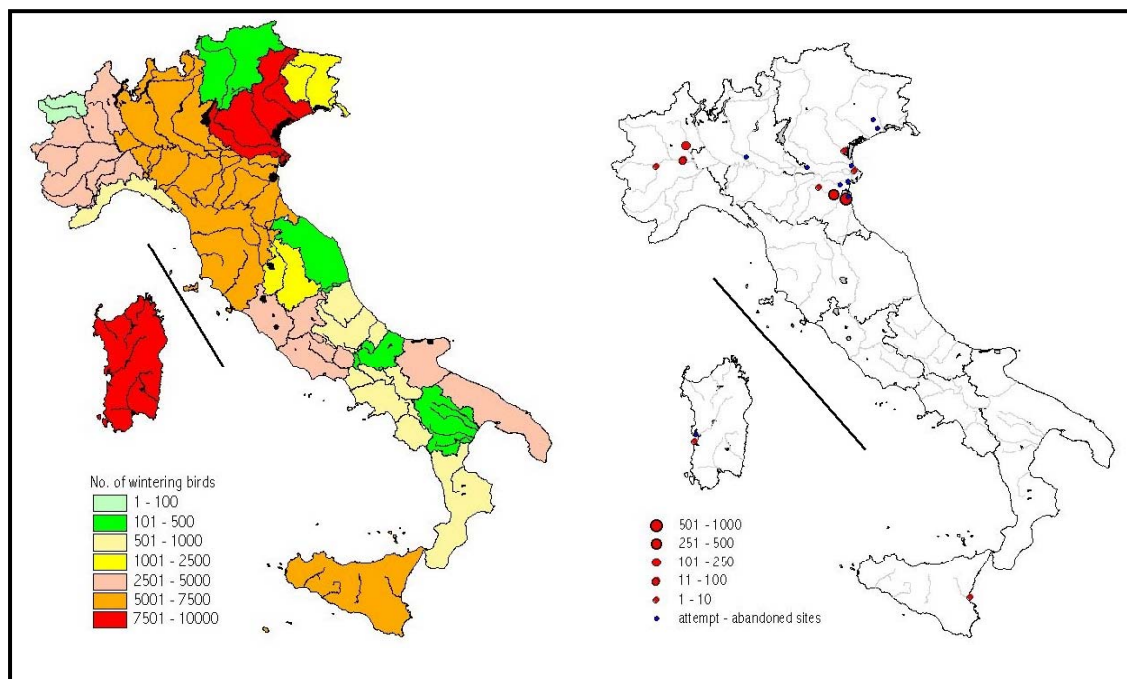 No. of wintering birds
1 - 100
101 - 500
501 - 1000
1001 - 2500
2501 - 5000
5001 - 7500
7501 - 10000
501 - 1000
251 - 500
101 - 250
11 - 100
1 - 10
attempt - abandoned sites